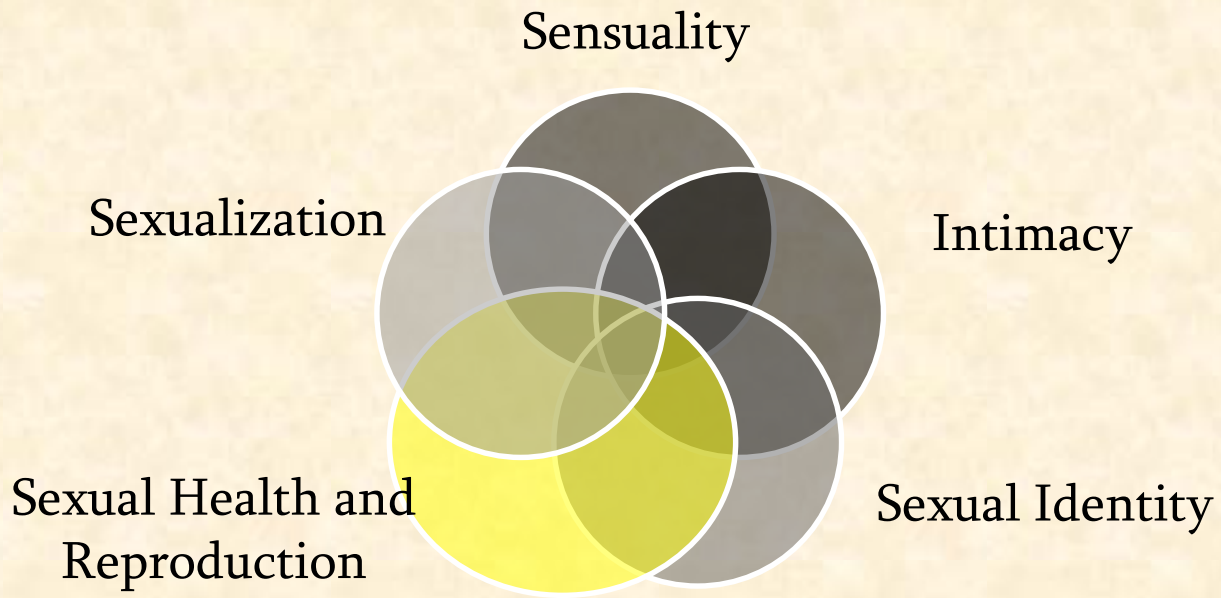 Sensuality
Sexualization
Intimacy
Sexual Health and
Reproduction
Sexual Identity